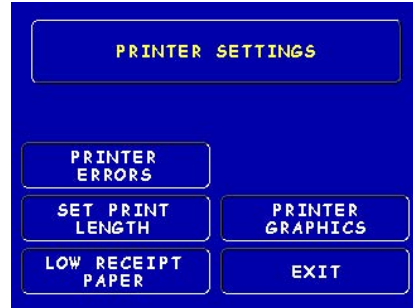 PRINTER SETTINGS
PRINTER
ERRORS
SET PRINT
LENGTH
PRINTER
GRAPHICS
LOW RECEIPT
PAPER
EXIT